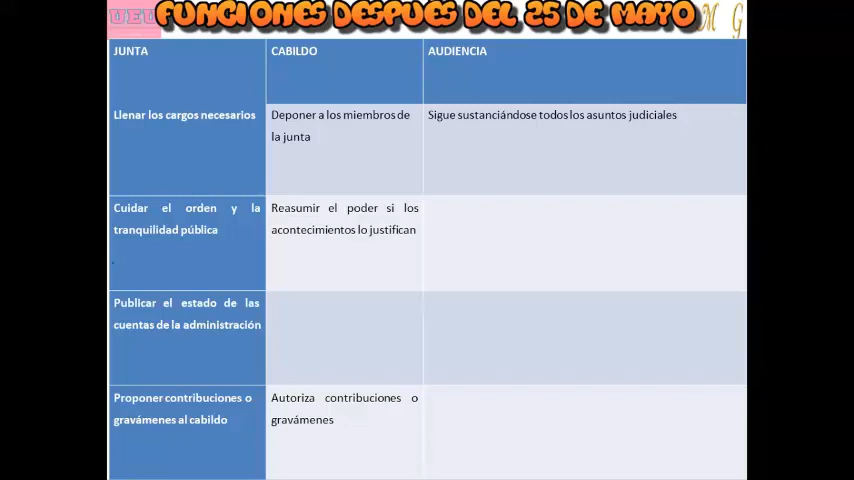 UEU
FUNCIONES DESPUÉS DEL 25 DE MAYO
M G
JUNTA
CABILDO
AUDIENCIA
Llenar los cargos necesarios
Deponer a los miembros de
la junta
Sigue sustanciándose todos los asuntos judiciales
Cuidar el orden y la
tranquilidad pública
Reasumir el poder si los
acontecimientos lo justifican
Publicar el estado de las
cuentas de la administración
Proponer contribuciones o
gravámenes al cabildo
Autoriza contribuciones o
gravámenes